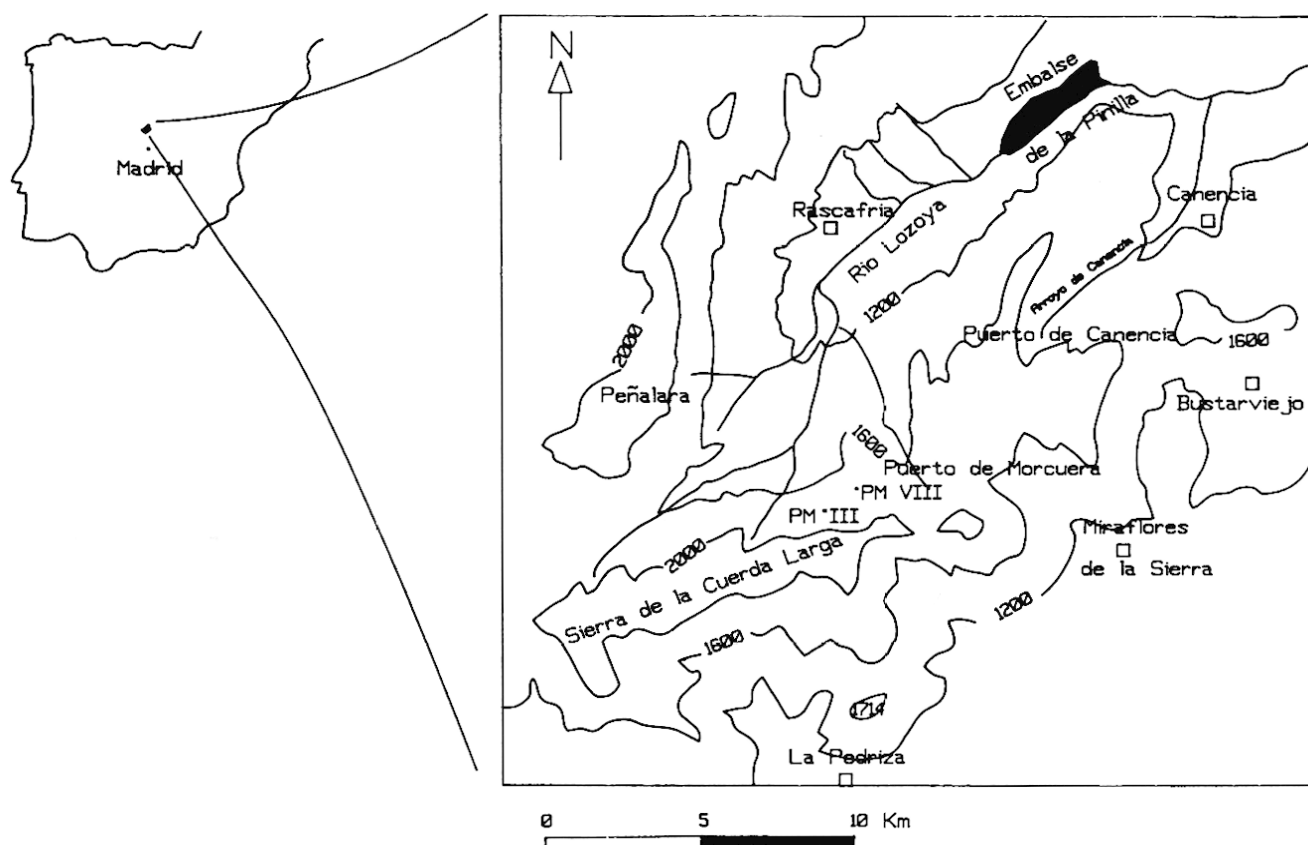 N
Madrid
Embalse
de la Pinilla
Canencia
Rascafria
Rio Lozoya
Arroyo de Canencia
1200
2000
Puerto de Canencia
1600
Peñalara
Bustarviejo
1600
Puerto de Morcuera
PM VIII
PM III
Miraflores
de la Sierra
2000
Sierra de la Cuerda Larga
1200
1600
1714
La Pedriza
0 5 10 Km